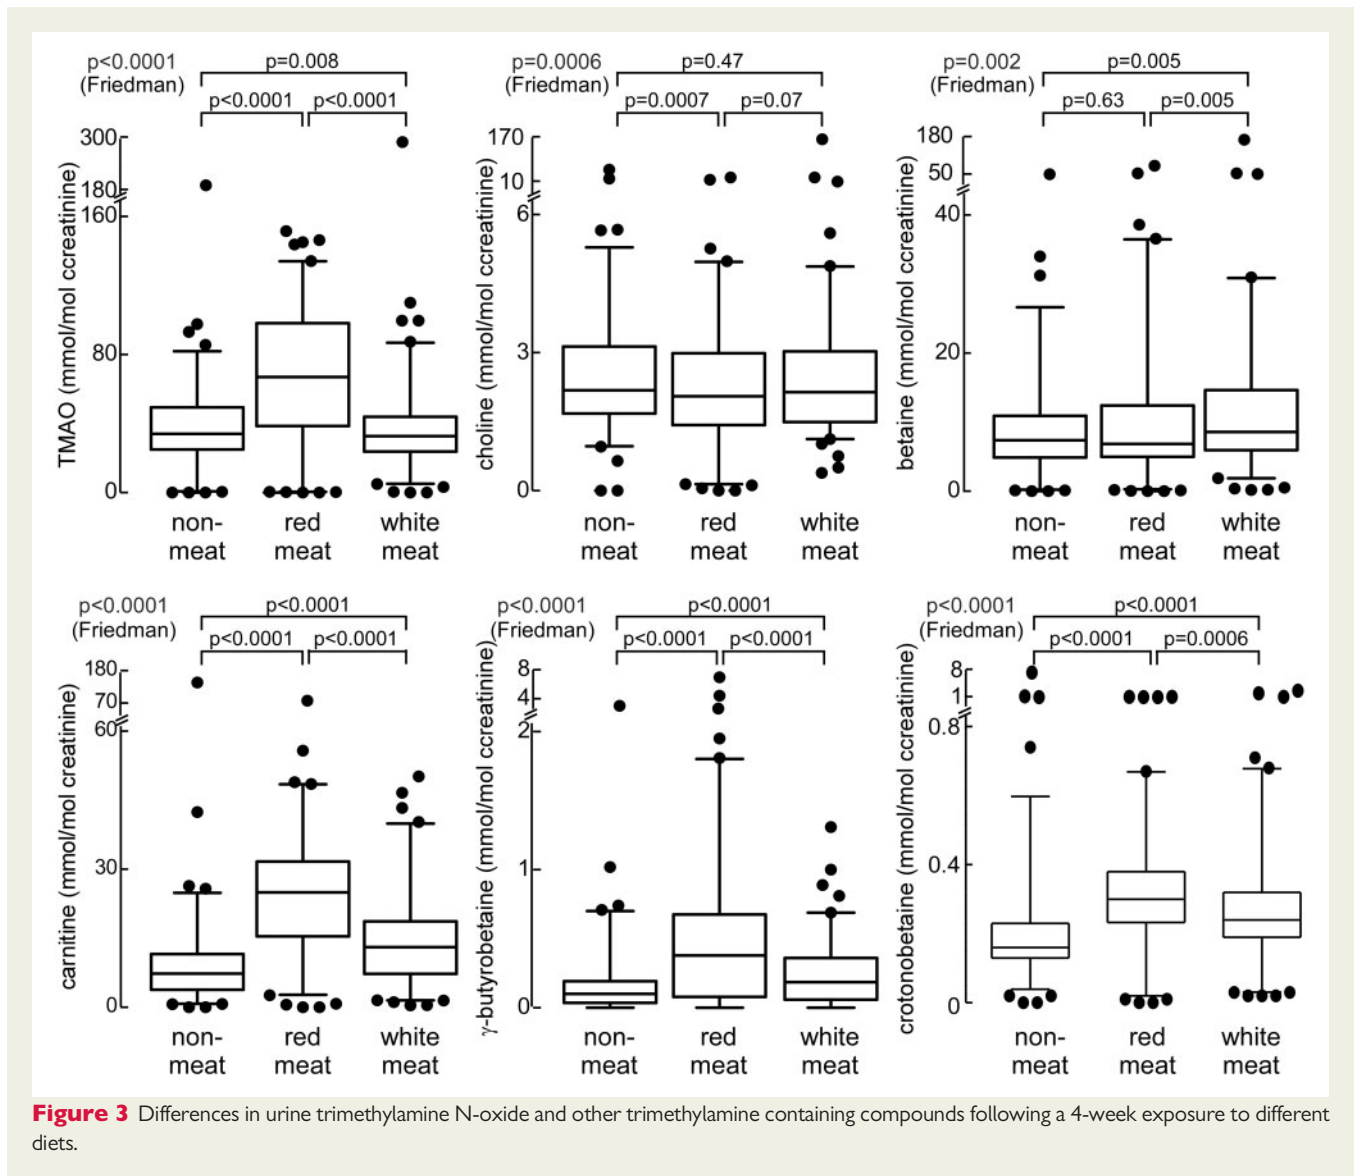 p<0.0001
(Friedman)
p=0.008
p<0.0001
p<0.0001
TMAO (mmol/mol ccreatinine)
300
180
160
80
0
non-
meat
red
meat
white
meat
p=0.0006
(Friedman)
p=0.47
p=0.0007
p=0.07
choline (mmol/mol ccreatinine)
170
10
6
3
0
non-
meat
red
meat
white
meat
p=0.002
(Friedman)
p=0.005
p=0.63
p=0.005
betaine (mmol/mol ccreatinine)
180
50
40
20
0
non-
meat
red
meat
white
meat
p<0.0001
(Friedman)
p<0.0001
p<0.0001
p<0.0001
carnitine (mmol/mol creatinine)
180
70
60
30
0
non-
meat
red
meat
white
meat
p<0.0001
(Friedman)
p<0.0001
p<0.0001
p<0.0001
γ-butyrobetaine (mmol/mol ccreatinine)
8
4
2
1
0
non-
meat
red
meat
white
meat
p<0.0001
(Friedman)
p<0.0001
p<0.0001
p=0.0006
crotonobetaine (mmol/mol ccreatinine)
8
1
0.8
0.4
0
non-
meat
red
meat
white
meat
Figure 3 Differences in urine trimethylamine N-oxide and other trimethylamine containing compounds following a 4-week exposure to different
diets.